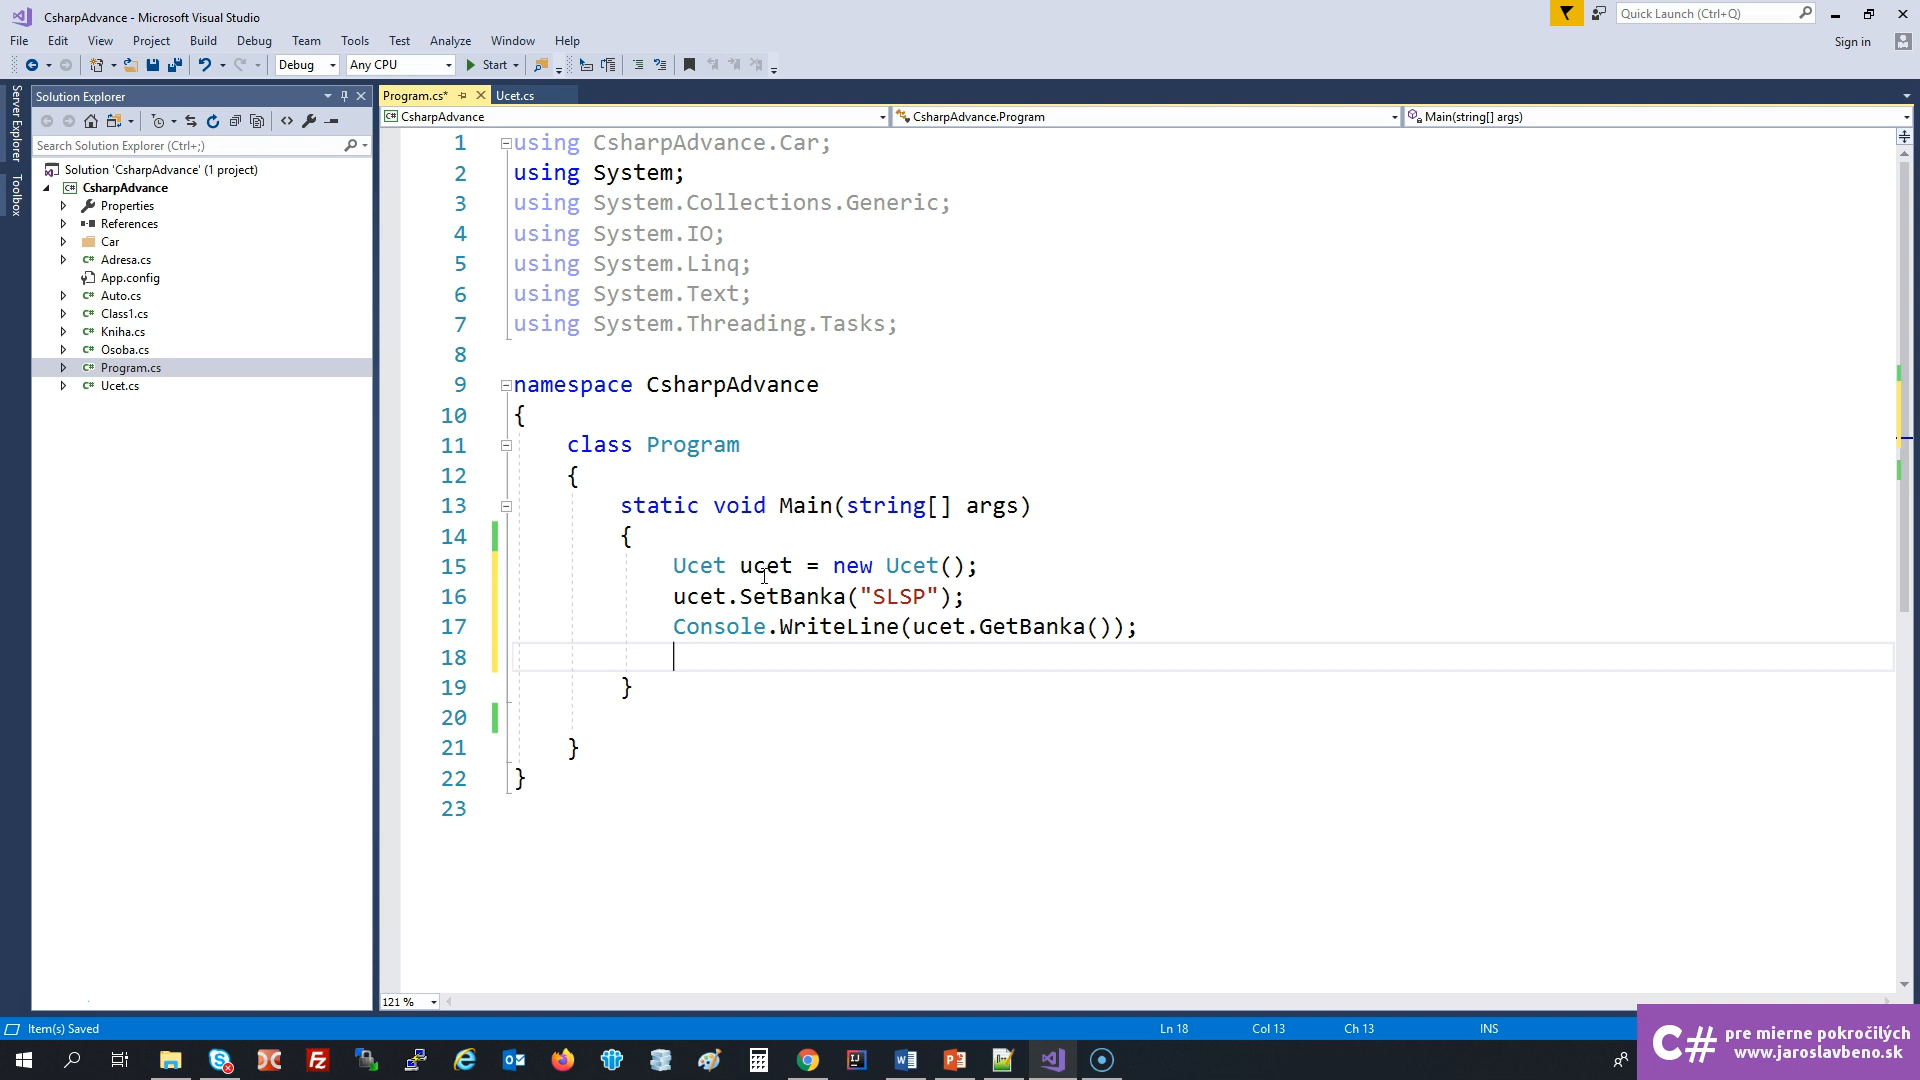 CsharpAdvance - Microsoft Visual Studio
Quick Launch (Ctrl+Q)
File Edit View Project Build Debug Team Tools Test Analyze Window Help
Sign in
Debug Any CPU Start
Server Explorer
Toolbox
Solution Explorer
Search Solution Explorer (Ctrl+;)
Solution 'CsharpAdvance' (1 project)
C# CsharpAdvance
Properties
References
Car
C# Adresa.cs
App.config
C# Auto.cs
C# Class1.cs
C# Kniha.cs
C# Osoba.cs
C# Program.cs
C# Ucet.cs
Program.cs* Ucet.cs
C# CsharpAdvance CsharpAdvance.Program Main(string[] args)
1 using CsharpAdvance.Car;
2 using System;
3 using System.Collections.Generic;
4 using System.IO;
5 using System.Linq;
6 using System.Text;
7 using System.Threading.Tasks;
8
9 namespace CsharpAdvance
10 {
11 class Program
12 {
13 static void Main(string[] args)
14 {
15 Ucet ucet = new Ucet();
16 ucet.SetBanka("SLSP");
17 Console.WriteLine(ucet.GetBanka());
18
19 }
20
21 }
22 }
23
121 %
Item(s) Saved Ln 18 Col 13 Ch 13 INS
C# pre mierne pokročilých
www.jaroslavbeno.sk